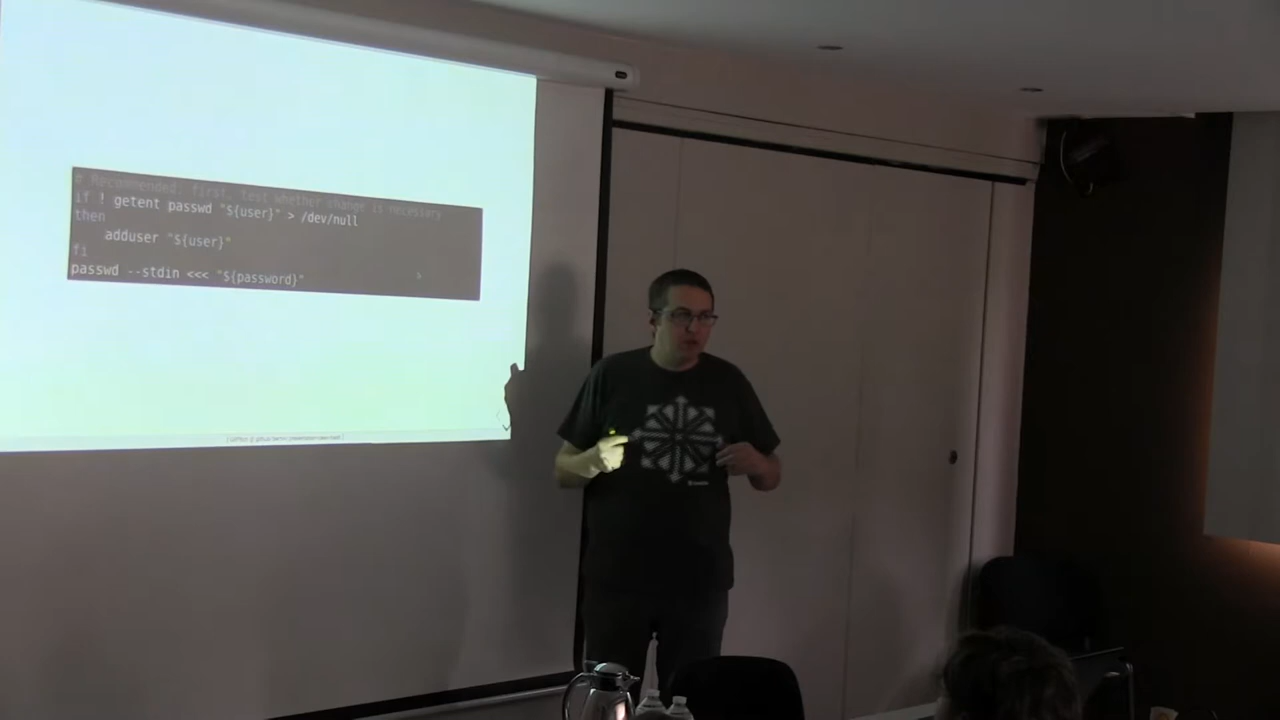 # Recommended: first, test whether change is necessary
if ! getent passwd "${user}" > /dev/null
then
    adduser "${user}"
fi
passwd --stdin <<< "${password}"